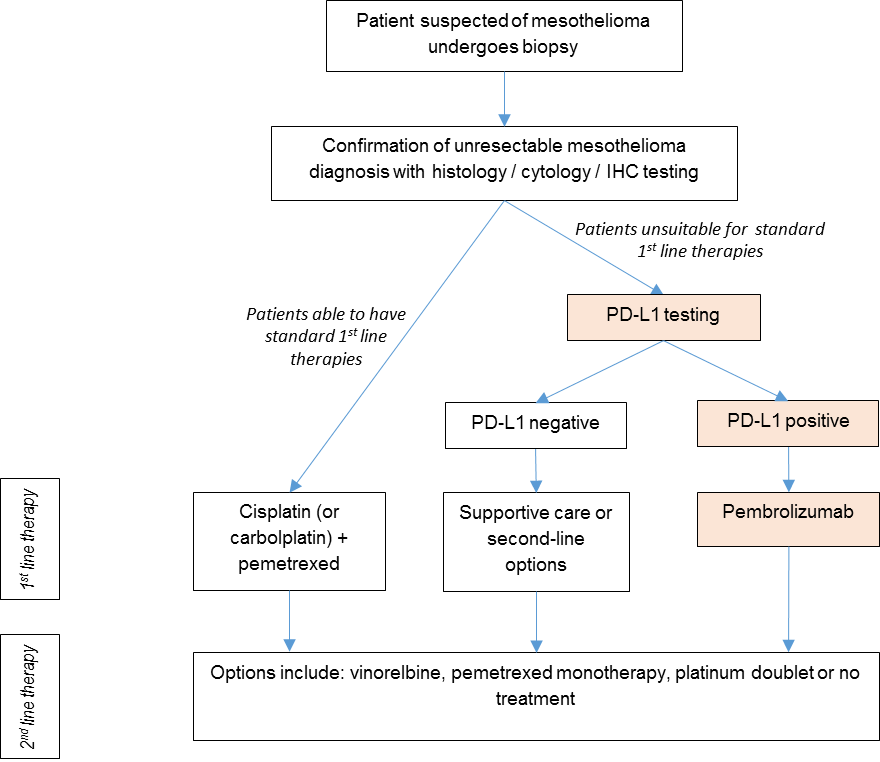 Patient suspected of mesothelioma
undergoes biopsy
Confirmation of unresectable mesothelioma
diagnosis with histology / cytology / IHC testing
Patients unsuitable for standard
1st line therapies
Patients able to have
standard 1st line
therapies
PD-L1 testing
PD-L1 negative
PD-L1 positive
1st line therapy
Cisplatin (or
carbolplatin) +
pemetrexed
Supportive care or
second-line
options
Pembrolizumab
2nd line therapy
Options include: vinorelbine, pemetrexed monotherapy, platinum doublet or no
treatment